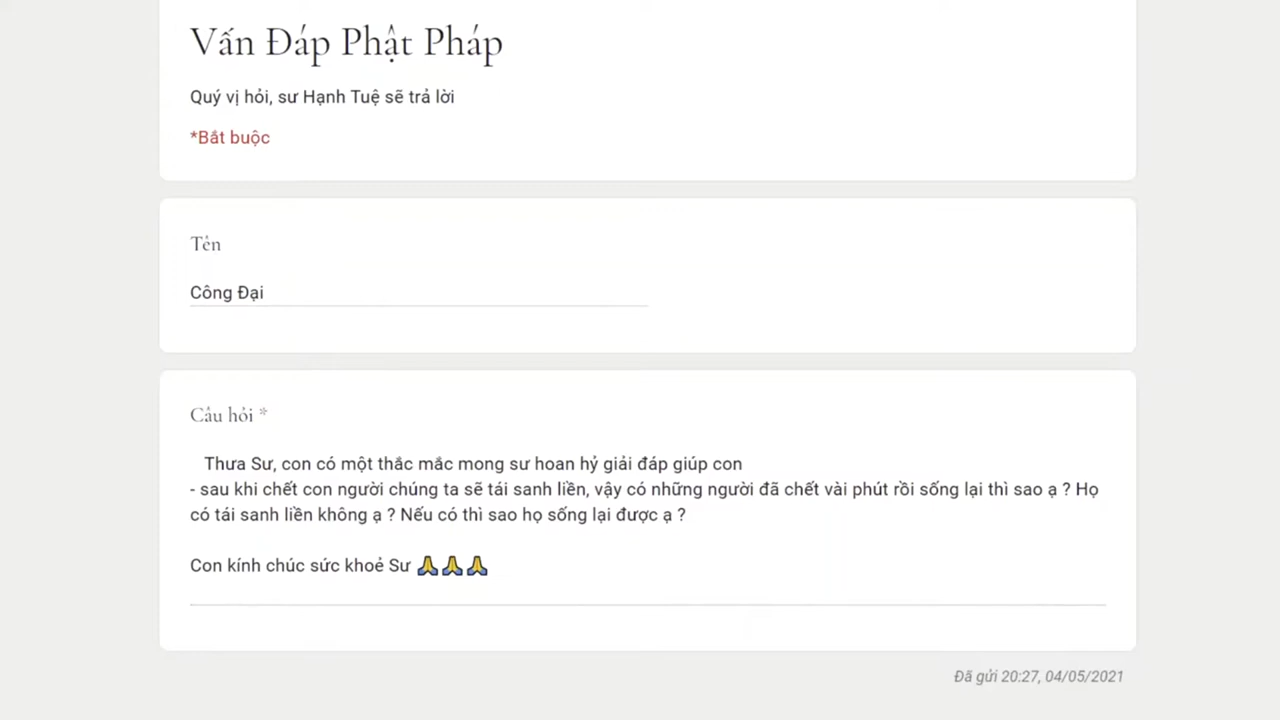 Vấn Đáp Phật Pháp
Quý vị hỏi, sư Hạnh Tuệ sẽ trả lời
*Bắt buộc
Tên
Công Đại
Câu hỏi *
Thưa Sư, con có một thắc mắc mong sư hoan hỷ giải đáp giúp con
- sau khi chết con người chúng ta sẽ tái sanh liền, vậy có những người đã chết vài phút rồi sống lại thì sao ạ ? Họ
có tái sanh liền không ạ ? Nếu có thì sao họ sống lại được ạ ?
Con kính chúc sức khoẻ Sư 🙏🙏🙏
Đã gửi 20:27, 04/05/2021